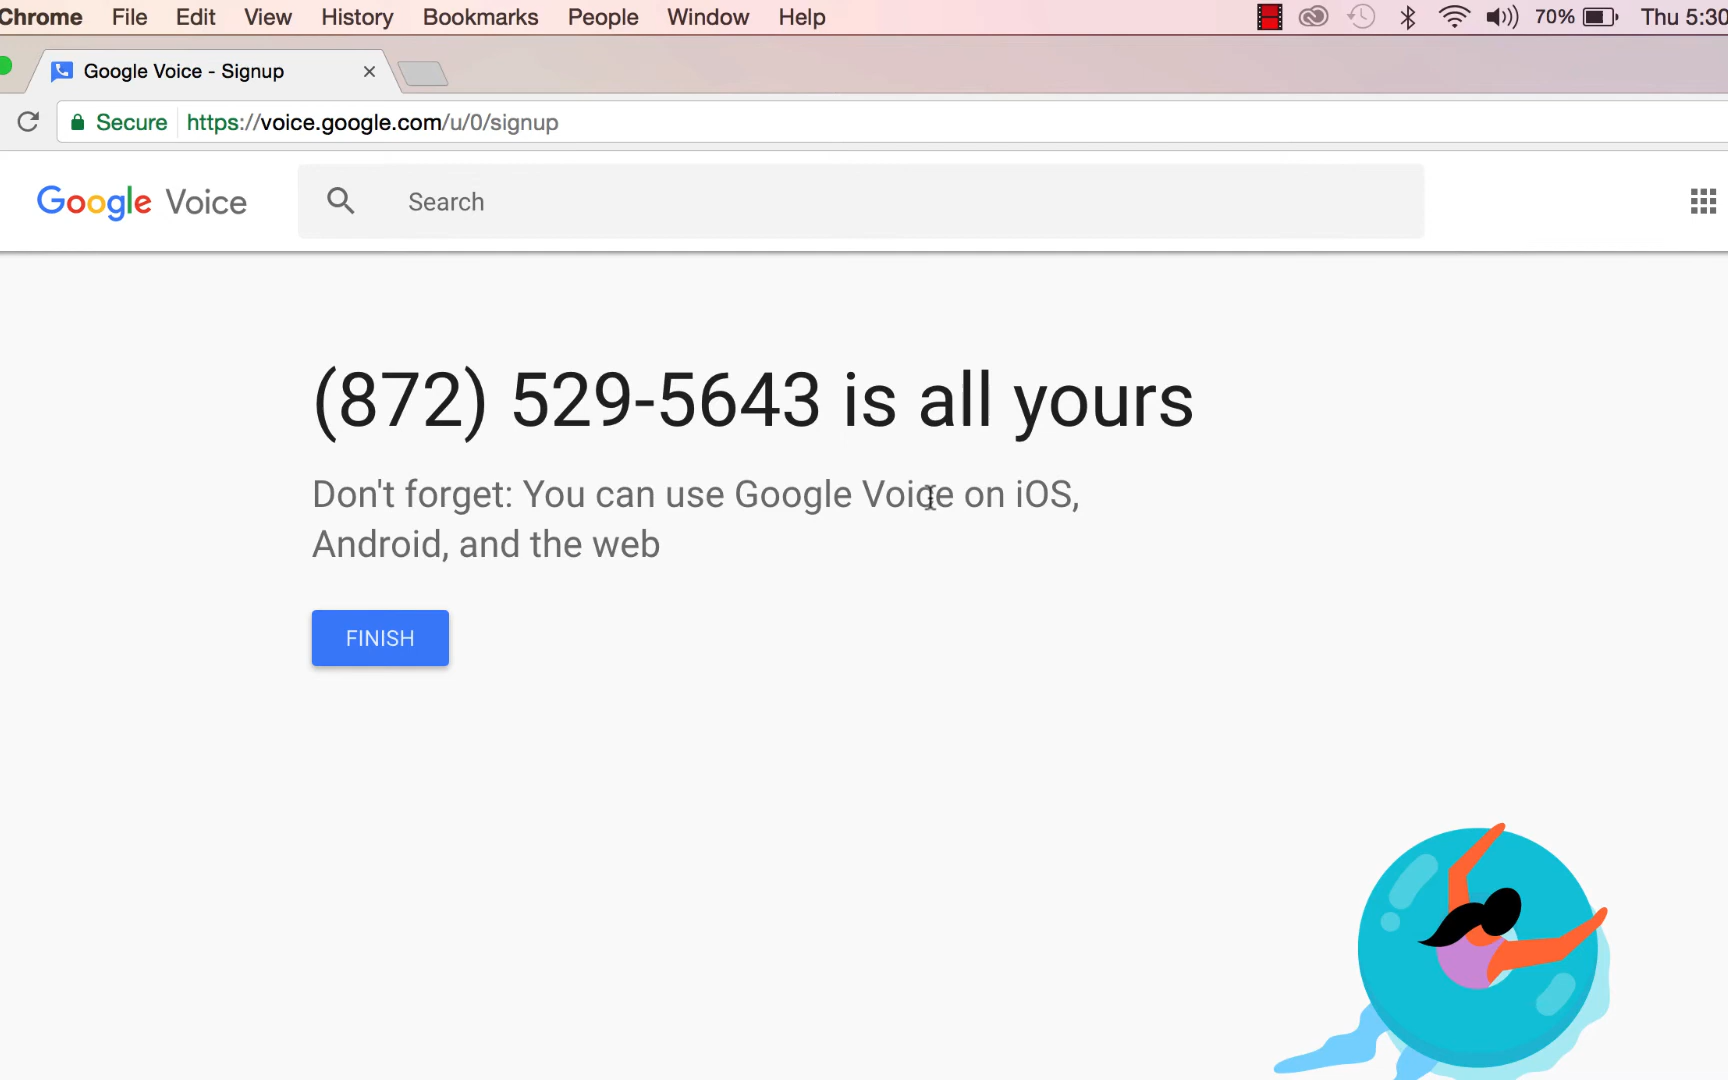 Chrome File Edit View History Bookmarks People Window Help 70% Thu 5:30
Google Voice - Signup
Secure https://voice.google.com/u/0/signup
Google Voice Search
(872) 529-5643 is all yours
Don't forget: You can use Google Voice on iOS,
Android, and the web
FINISH